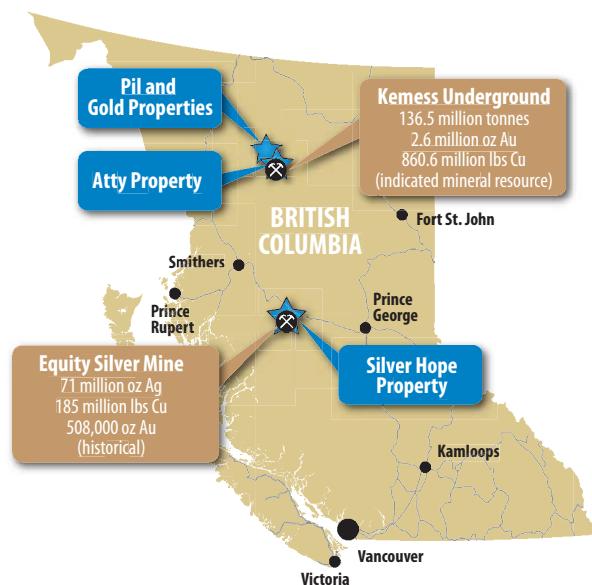 Pil and
Gold Properties
Kemess Underground
136.5 million tonnes
2.6 million oz Au
860.6 million lbs Cu
(indicated mineral resource)
Atty Property
BRITISH
COLUMBIA
Fort St. John
Smithers
Prince
Rupert
Prince
George
Equity Silver Mine
71 million oz Ag
185 million lbs Cu
508,000 oz Au
(historical)
Silver Hope
Property
Kamloops
Vancouver
Victoria